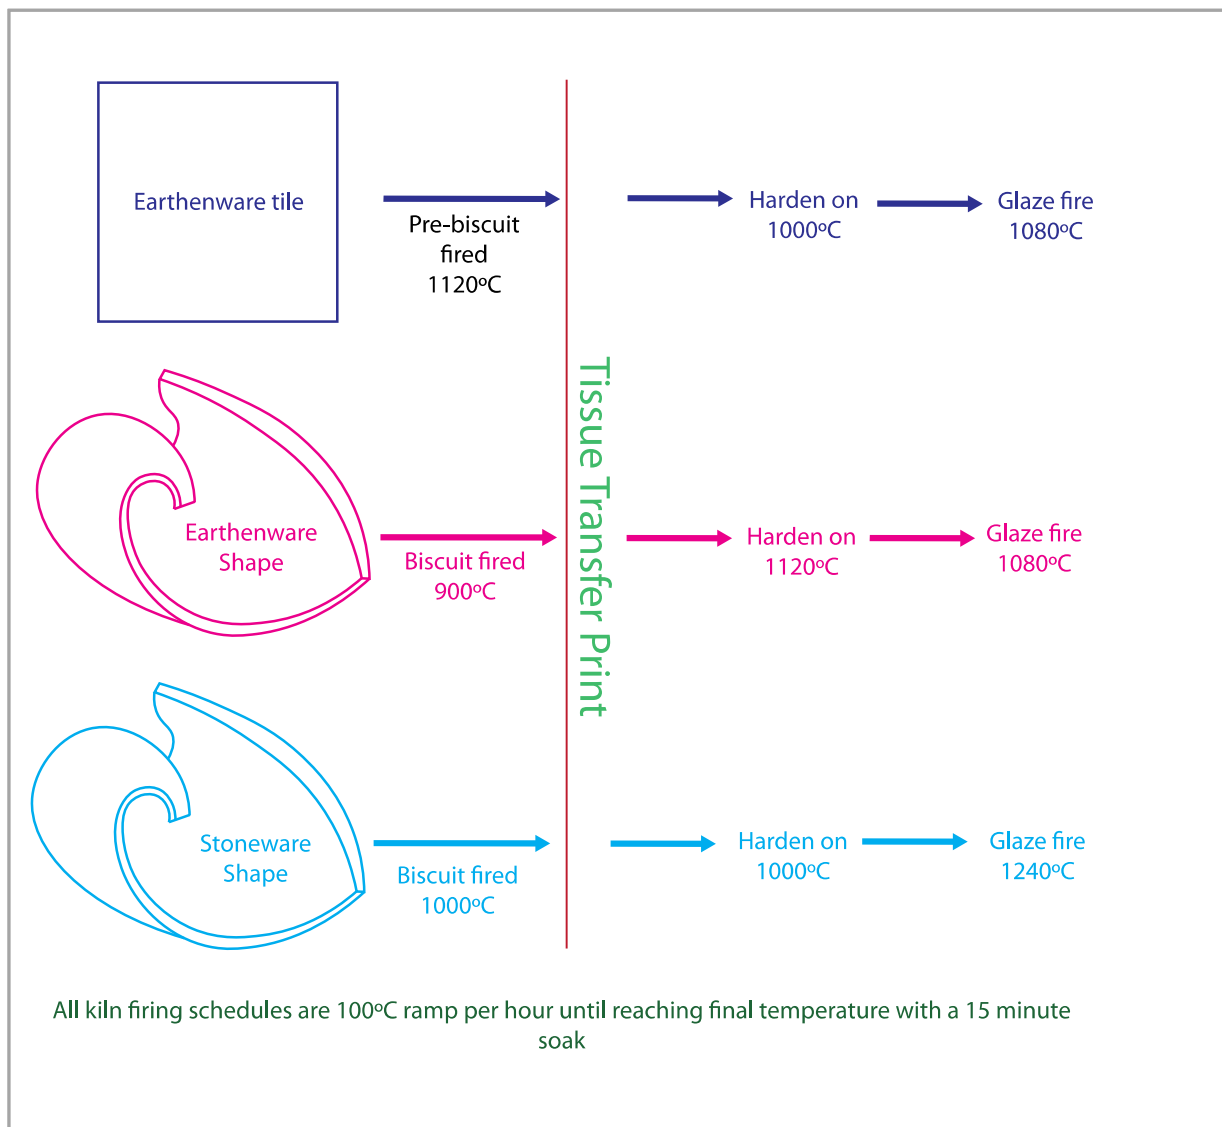 Earthenware tile
Pre-biscuit
fired
1120ºC
Harden on
1000ºC
Glaze fire
1080ºC
Tissue Transfer Print
Earthenware
Shape
Biscuit fired
900ºC
Harden on
1120ºC
Glaze fire
1080ºC
Stoneware
Shape
Biscuit fired
1000ºC
Harden on
1000ºC
Glaze fire
1240ºC
All kiln firing schedules are 100ºC ramp per hour until reaching final temperature with a 15 minute
soak